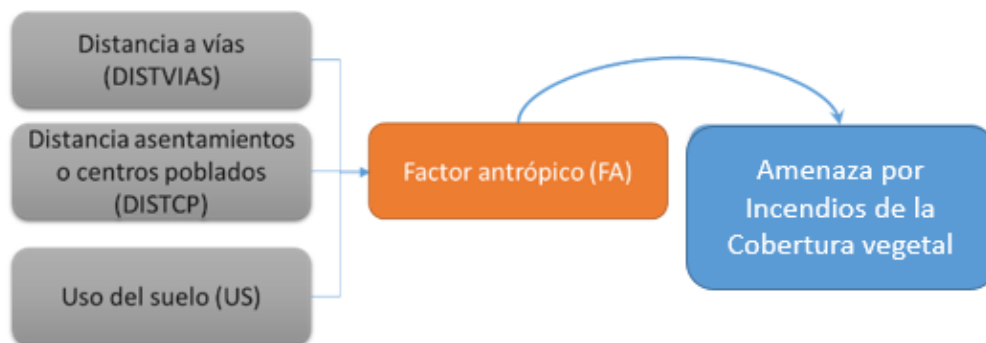 Distancia a vías
(DISTVIAS)
Distancia asentamientos
o centros poblados
(DISTCP)
Uso del suelo (US)
Factor antrópico (FA)
Amenaza por
Incendios de la
Cobertura vegetal